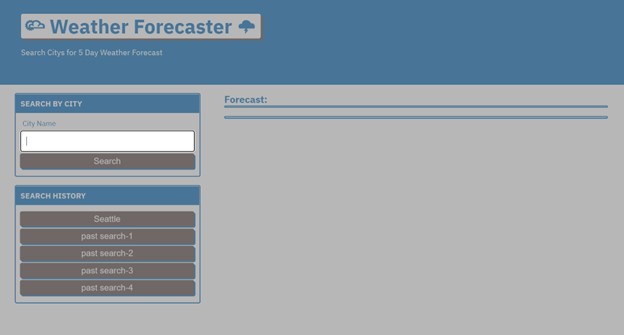 Weather Forecaster
Search Citys for 5 Day Weather Forecast
SEARCH BY CITY
City Name
Search
SEARCH HISTORY
Seattle
past search-1
past search-2
past search-3
past search-4
Forecast: